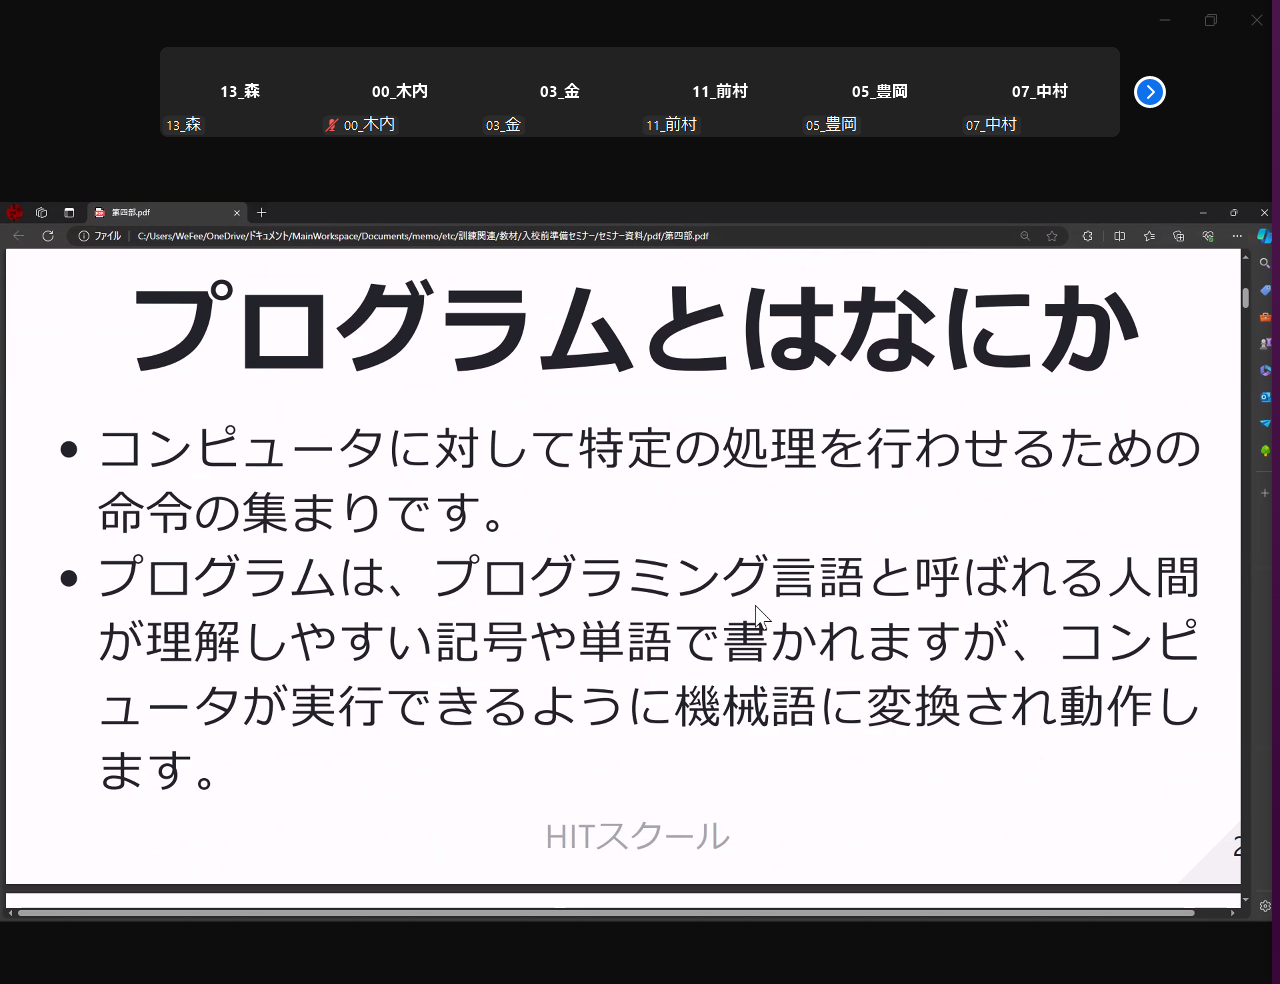 13_森
00_木内
03_金
11_前村
05_豊岡
07_中村
13_森
00_木内
03_金
11_前村
05_豊岡
07_中村
第四部.pdf
ファイル
C:/Users/WeFee/OneDrive/ドキュメント/MainWorkspace/Documents/memo/etc/訓練関連/教材/入校前準備セミナー/セミナー資料/pdf/第四部.pdf
プログラムとはなにか
• コンピュータに対して特定の処理を行わせるための
命令の集まりです。
• プログラムは、プログラミング言語と呼ばれる人間
が理解しやすい記号や単語で書かれますが、コンピ
ュータが実行できるように機械語に変換され動作し
ます。
HITスクール
2